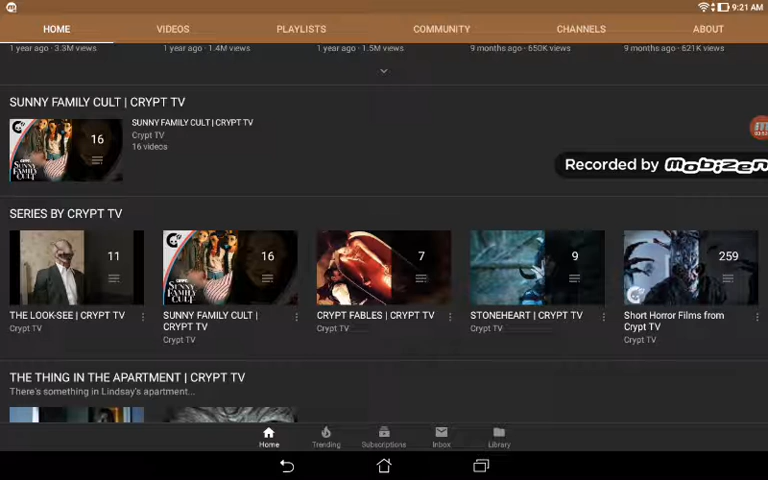 9:21 AM
HOME VIDEOS PLAYLISTS COMMUNITY CHANNELS ABOUT
1 year ago · 3.3M views 1 year ago · 1.4M views 1 year ago · 1.5M views 9 months ago · 650K views 9 months ago · 621K views
SUNNY FAMILY CULT | CRYPT TV
SUNNY FAMILY CULT | CRYPT TV
Crypt TV
16 videos
16
SUNNY
FAMILY
CULT
Recorded by mobizen
SERIES BY CRYPT TV
11 16 7 9 259
SUNNY
FAMILY
CULT
THE LOOK-SEE | CRYPT TV
Crypt TV
SUNNY FAMILY CULT |
CRYPT TV
Crypt TV
CRYPT FABLES | CRYPT TV
Crypt TV
STONEHEART | CRYPT TV
Crypt TV
Short Horror Films from
Crypt TV
Crypt TV
THE THING IN THE APARTMENT | CRYPT TV
There's something in Lindsay's apartment...
Home Trending Subscriptions Inbox Library